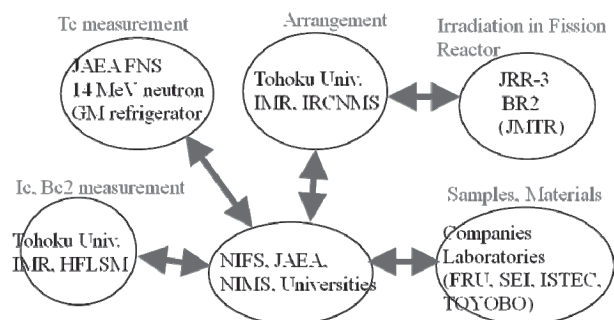 Tc measurement
JAEA FNS
14 MeV neutron
GM refrigerator
Arrangement
Tohoku Univ.
IMR, IRCNMS
Irradiation in Fission
Reactor
JRR-3
BR2
(JMTR)
Ic, Bc2 measurement
Tohoku Univ.
IMR, HFLSM
NIFS, JAEA,
NIMS, Universities
Samples, Materials
Companies
Laboratories
(FRU, SEI, ISTEC,
TOYOBO)